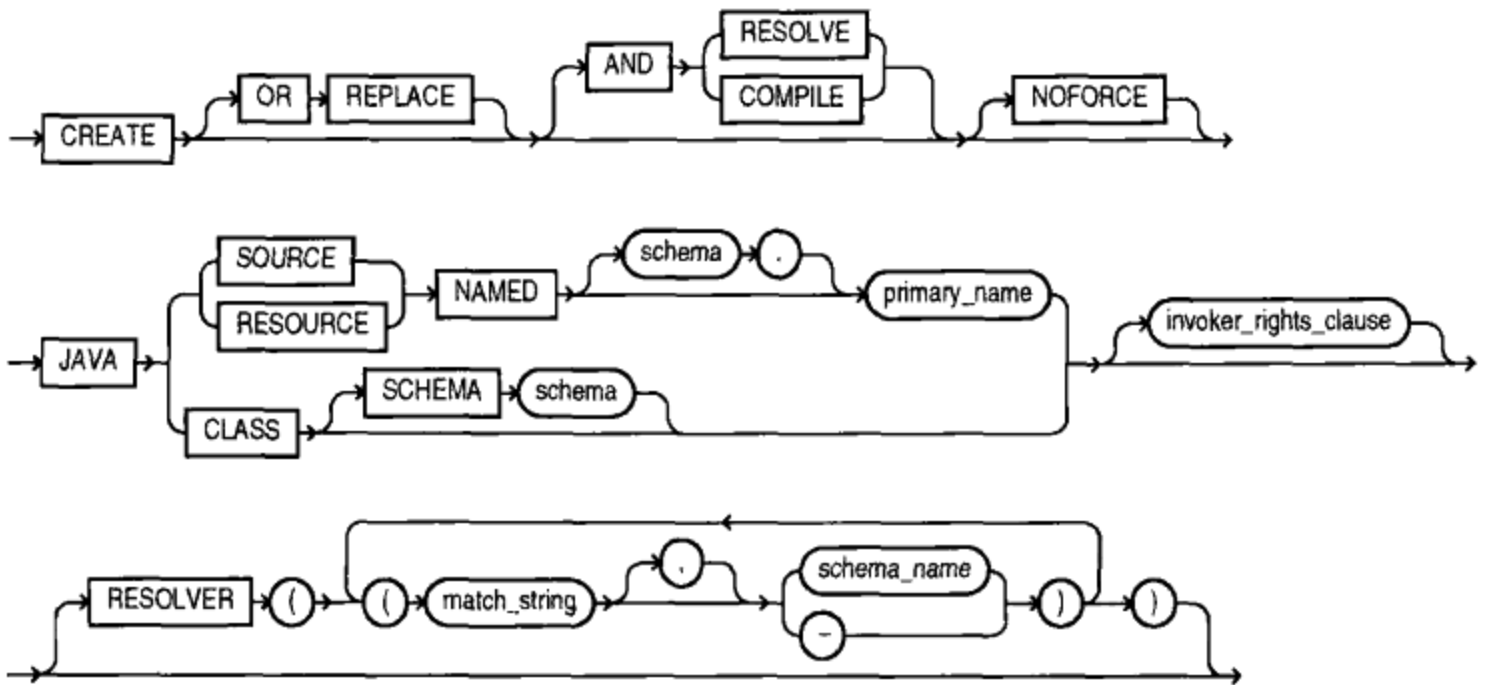 RESOLVE
AND
OR REPLACE COMPILE NOFORCE
CREATE
SOURCE schema .
NAMED primary_name
RESOURCE invoker_rights_clause
JAVA
SCHEMA schema
CLASS
, schema_name
RESOLVER ( ( match_string ) )
–